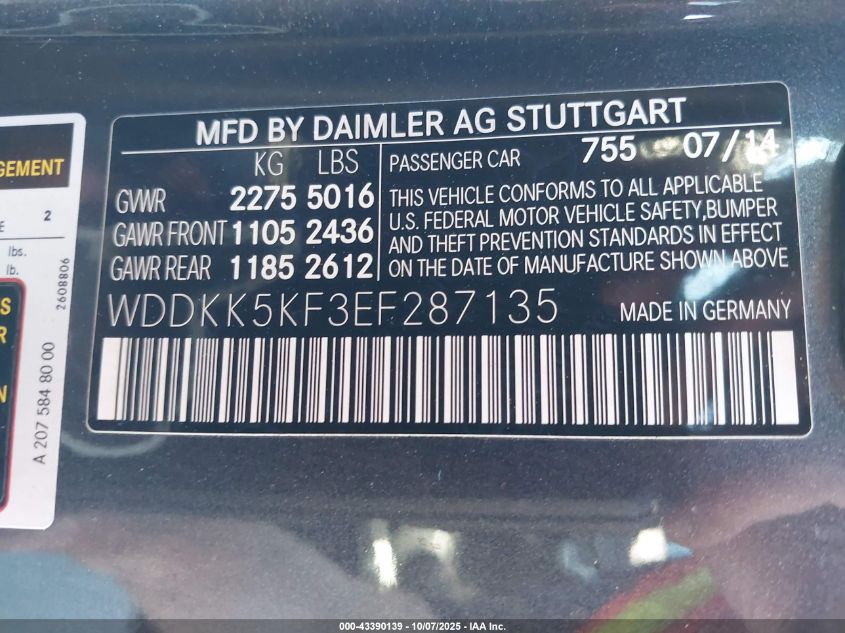 MFD BY DAIMLER AG STUTTGART
KG LBS
PASSENGER CAR 755 07/14
GVWR 2275 5016
GAWR FRONT 1105 2436
GAWR REAR 1185 2612
THIS VEHICLE CONFORMS TO ALL APPLICABLE
U.S. FEDERAL MOTOR VEHICLE SAFETY, BUMPER
AND THEFT PREVENTION STANDARDS IN EFFECT
ON THE DATE OF MANUFACTURE SHOWN ABOVE
WDDKK5KF3EF287135
MADE IN GERMANY
GEMENT
E 2
lbs.
lb.
2608806
S
R
N
A 207 584 80 00
000-43390139 - 10/07/2025 - IAA Inc.